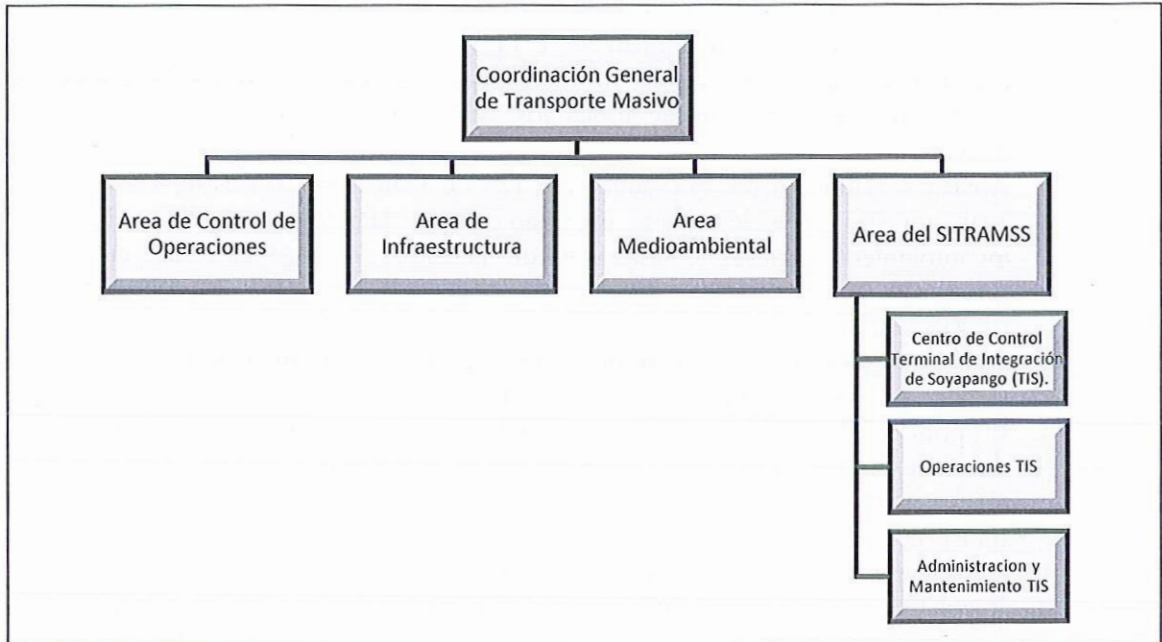 Coordinación General
de Transporte Masivo
Area de Control de
Operaciones
Area de
Infraestructura
Area
Medioambiental
Area del SITRAMSS
Centro de Control
Terminal de Integración
de Soyapango (TIS).
Operaciones TIS
Administracion y
Mantenimiento TIS